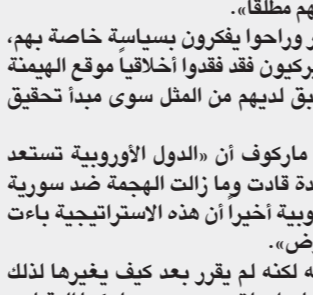 هم مطلقاً».
ر وراحوا يفكرون بسياسة خاصة بهم،
يركيون فقد فقدوا أخلاقياً موقع الهيمنة
بق لديهم من المثل سوى مبدأ تحقيق
ماركوف أن «الدول الأوروبية تستعد
دة قادت وما زالت الهجمة ضد سورية
وبية أخيراً أن هذه الاستراتيجية باءت
رض».
ه لكنه لم يقرر بعد كيف يغيرها لذلك